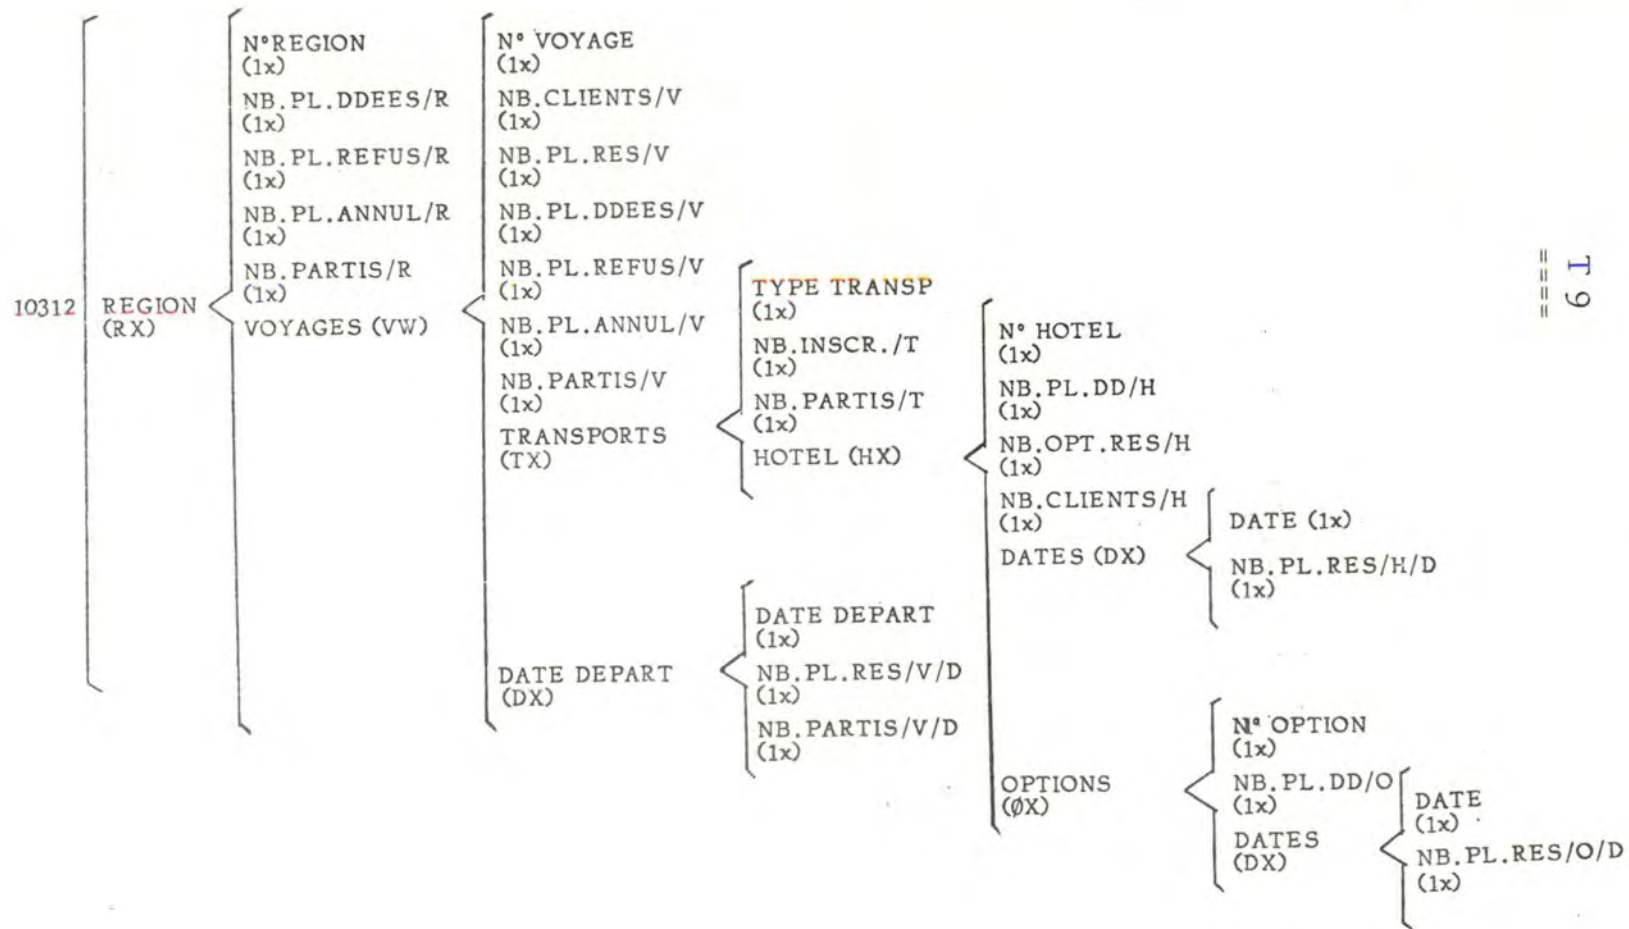 10312
REGION
(RX)
N°REGION
(1x)
NB.PL.DDEES/R
(1x)
NB.PL.REFUS/R
(1x)
NB.PL.ANNUL/R
(1x)
NB.PARTIS/R
(1x)
VOYAGES (VW)
N° VOYAGE
(1x)
NB.CLIENTS/V
(1x)
NB.PL.RES/V
(1x)
NB.PL.DDEES/V
(1x)
NB.PL.REFUS/V
(1x)
NB.PL.ANNUL/V
(1x)
NB.PARTIS/V
(1x)
TRANSPORTS
(TX)
DATE DEPART
(DX)
TYPE TRANSP
(1x)
NB.INSCR./T
(1x)
NB.PARTIS/T
(1x)
HOTEL (HX)
DATE DEPART
(1x)
NB.PL.RES/V/D
(1x)
NB.PARTIS/V/D
(1x)
N° HOTEL
(1x)
NB.PL.DD/H
(1x)
NB.OPT.RES/H
(1x)
NB.CLIENTS/H
(1x)
DATES (DX)
OPTIONS
(ØX)
DATE (1x)
NB.PL.RES/H/D
(1x)
N° OPTION
(1x)
NB.PL.DD/O
(1x)
DATES
(DX)
DATE
(1x)
NB.PL.RES/O/D
(1x)
T 9
====